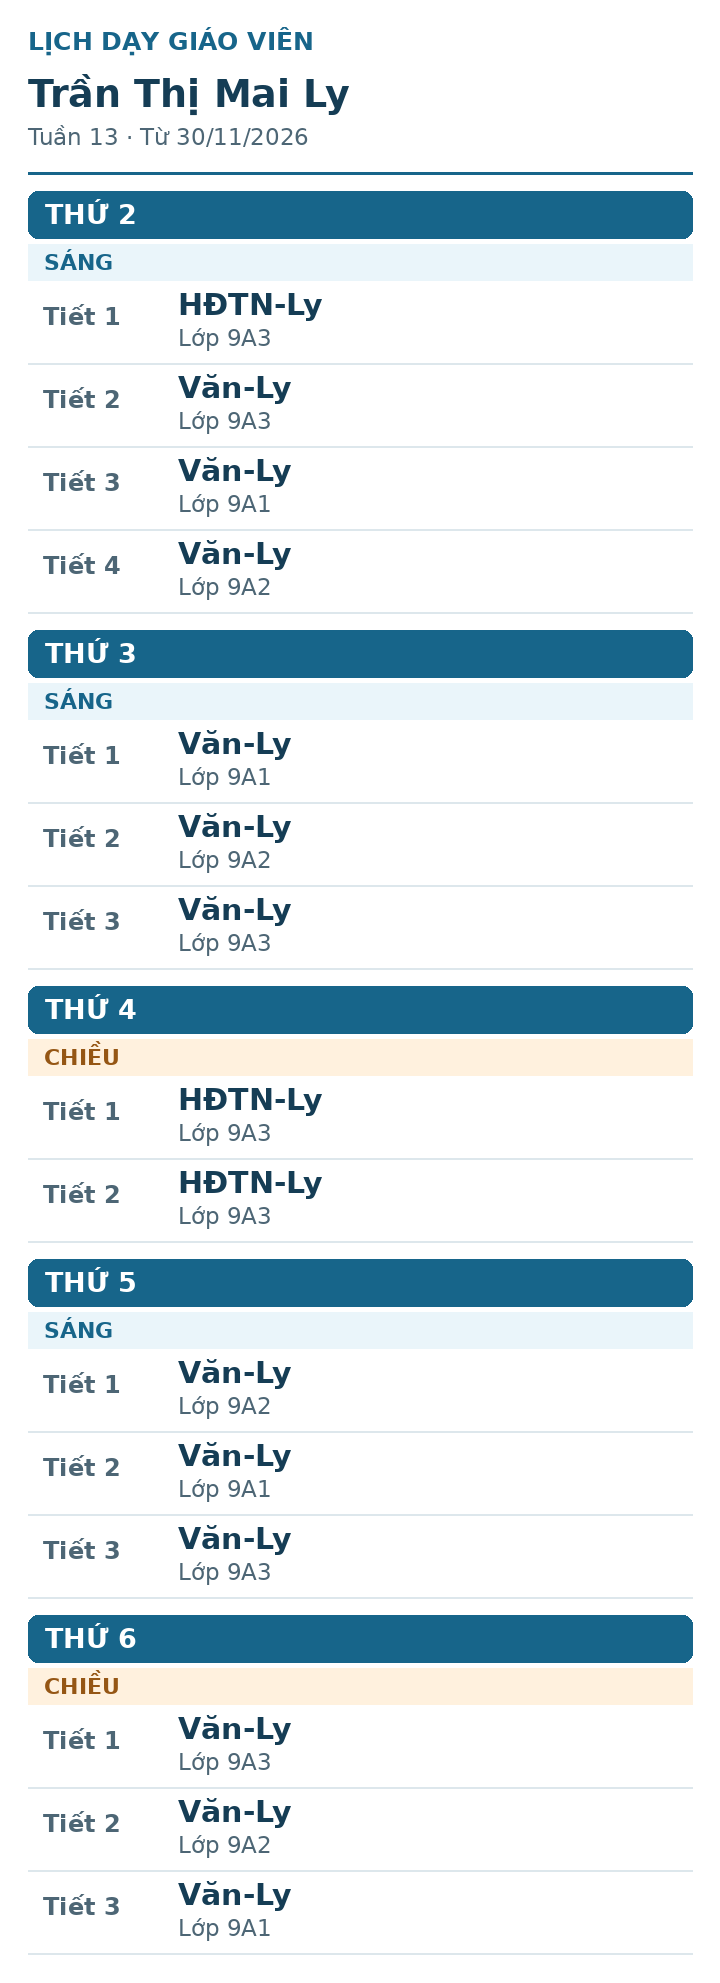 LỊCH DẠY GIÁO VIÊN
Trần Thị Mai Ly
Tuần 13 · Từ 30/11/2026
THỨ 2
SÁNG
Tiết 1 HĐTN-Ly
Lớp 9A3
Tiết 2 Văn-Ly
Lớp 9A3
Tiết 3 Văn-Ly
Lớp 9A1
Tiết 4 Văn-Ly
Lớp 9A2
THỨ 3
SÁNG
Tiết 1 Văn-Ly
Lớp 9A1
Tiết 2 Văn-Ly
Lớp 9A2
Tiết 3 Văn-Ly
Lớp 9A3
THỨ 4
CHIỀU
Tiết 1 HĐTN-Ly
Lớp 9A3
Tiết 2 HĐTN-Ly
Lớp 9A3
THỨ 5
SÁNG
Tiết 1 Văn-Ly
Lớp 9A2
Tiết 2 Văn-Ly
Lớp 9A1
Tiết 3 Văn-Ly
Lớp 9A3
THỨ 6
CHIỀU
Tiết 1 Văn-Ly
Lớp 9A3
Tiết 2 Văn-Ly
Lớp 9A2
Tiết 3 Văn-Ly
Lớp 9A1